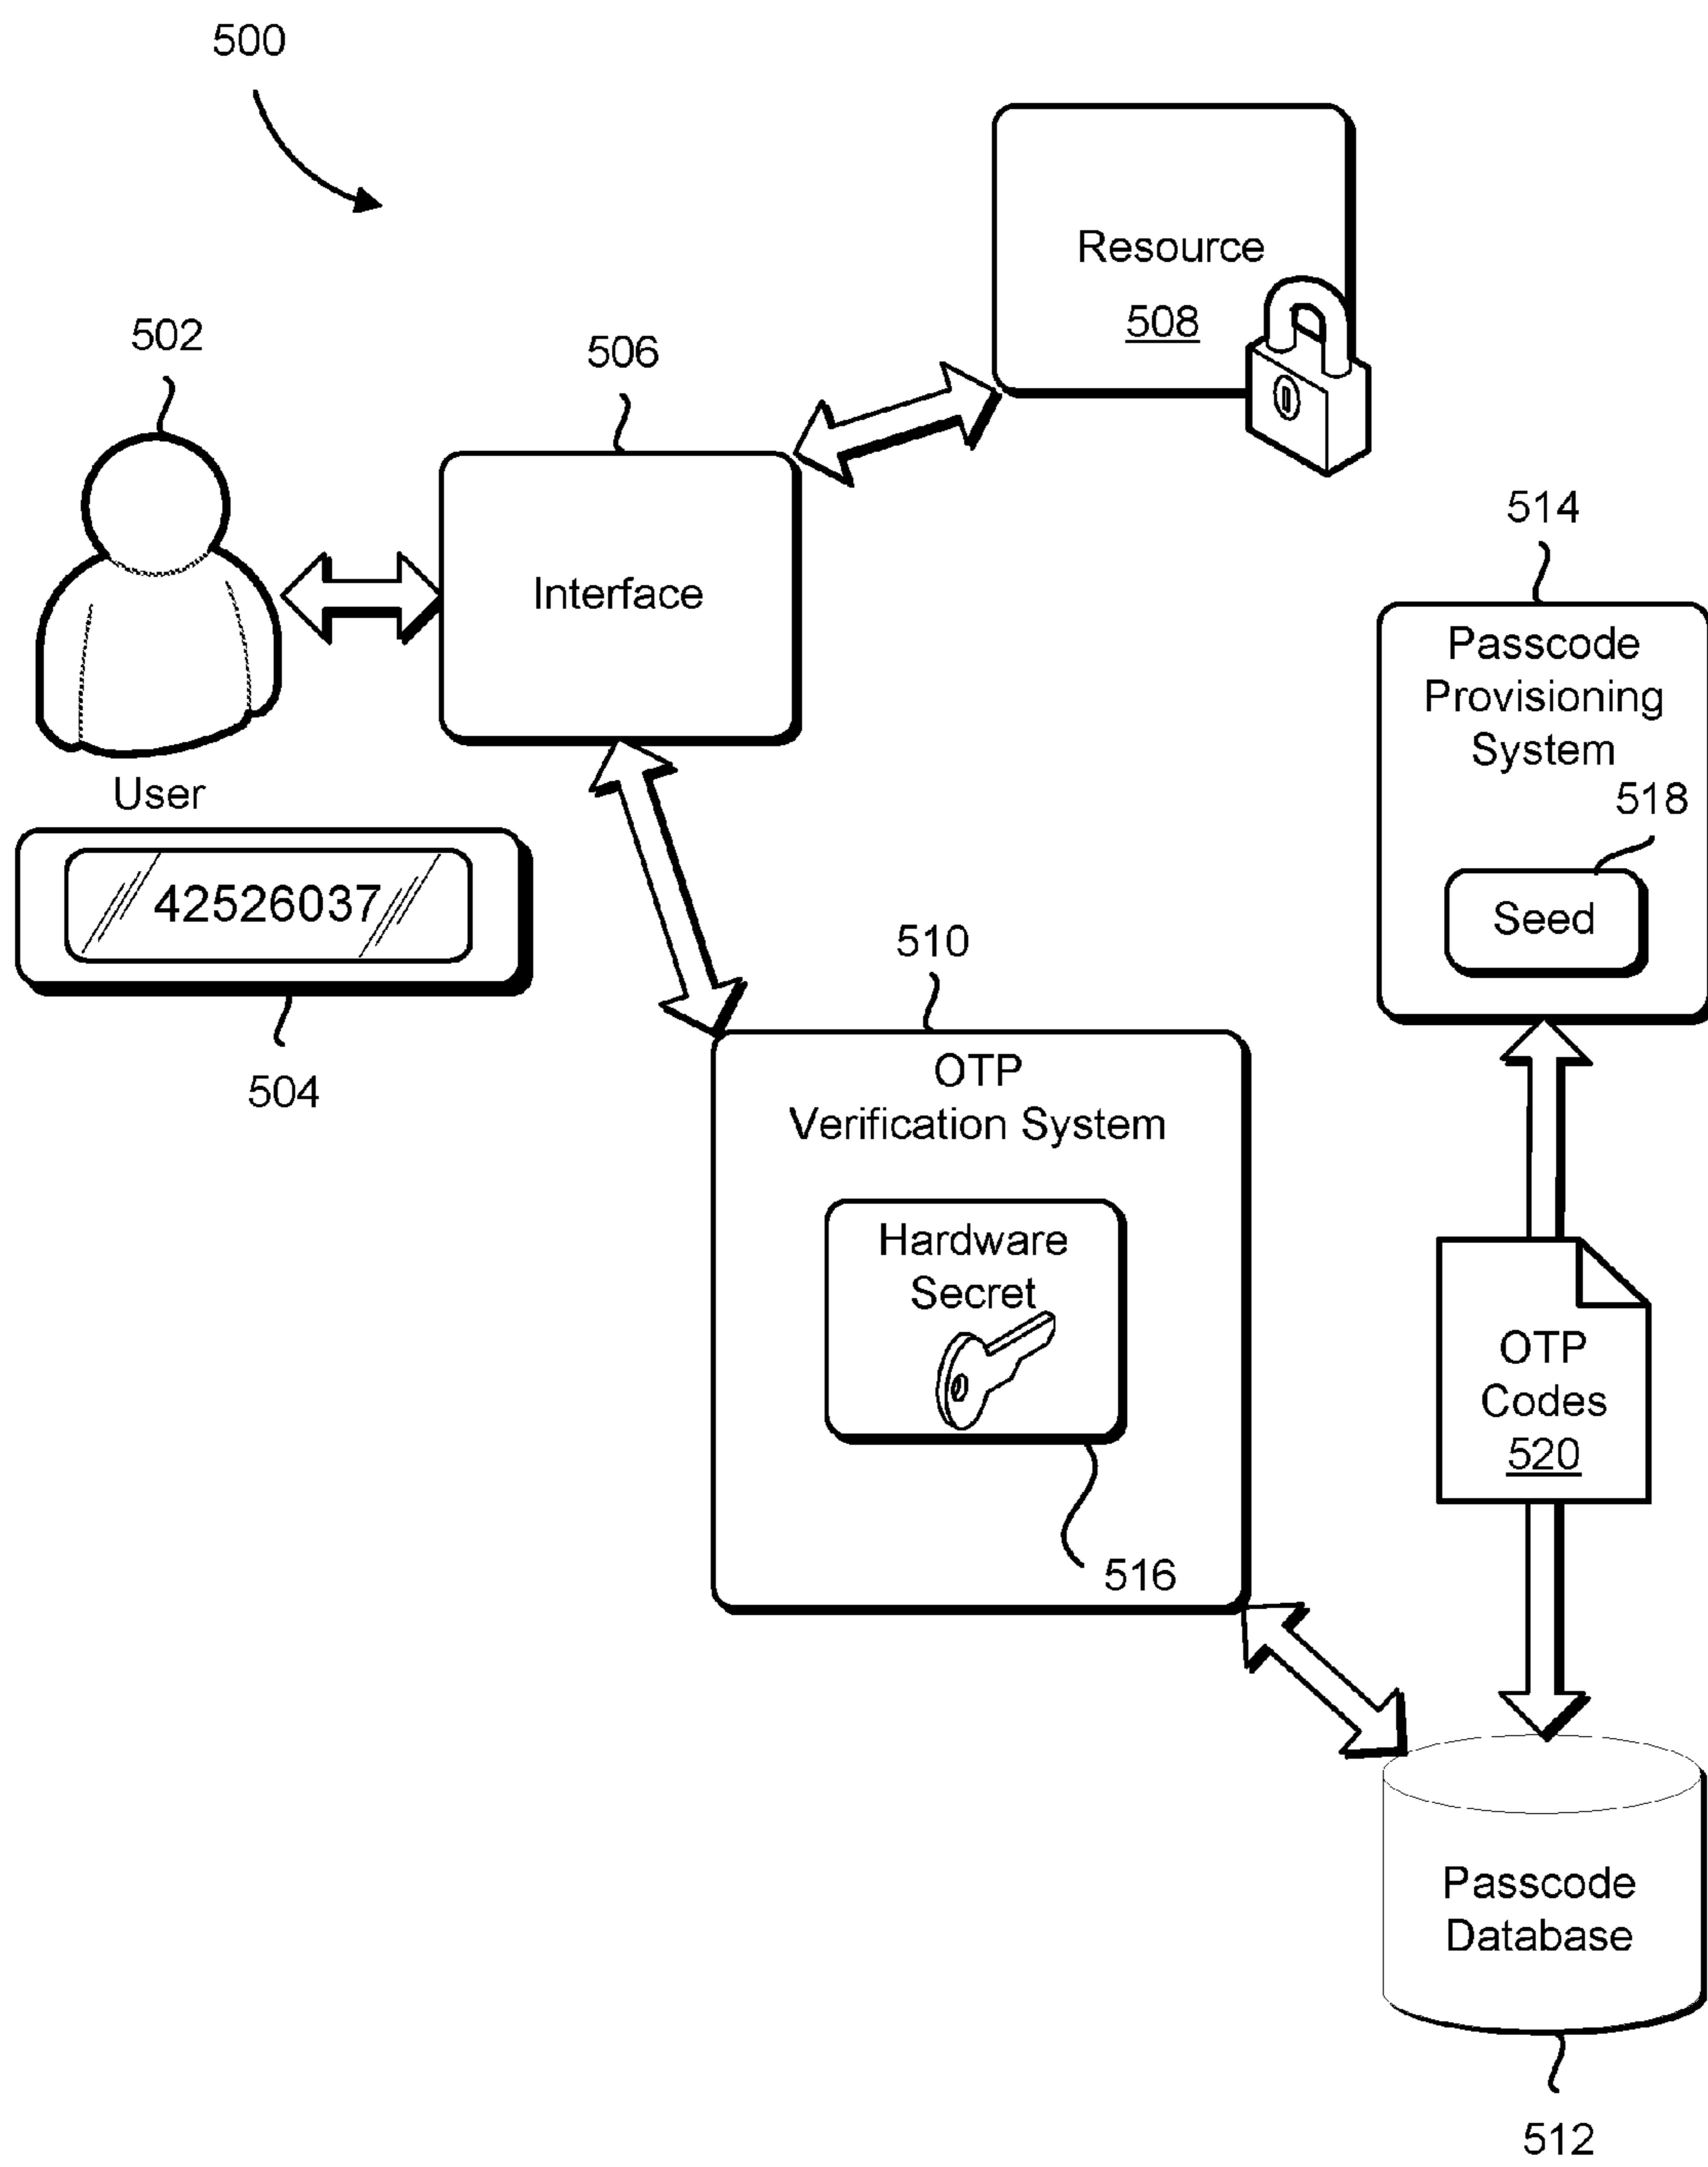 500
Resource
508
502
506
514
Interface
Passcode
Provisioning
System
518
Seed
User
42526037
504
510
OTP
Verification System
Hardware
Secret
516
OTP
Codes
520
Passcode
Database
512